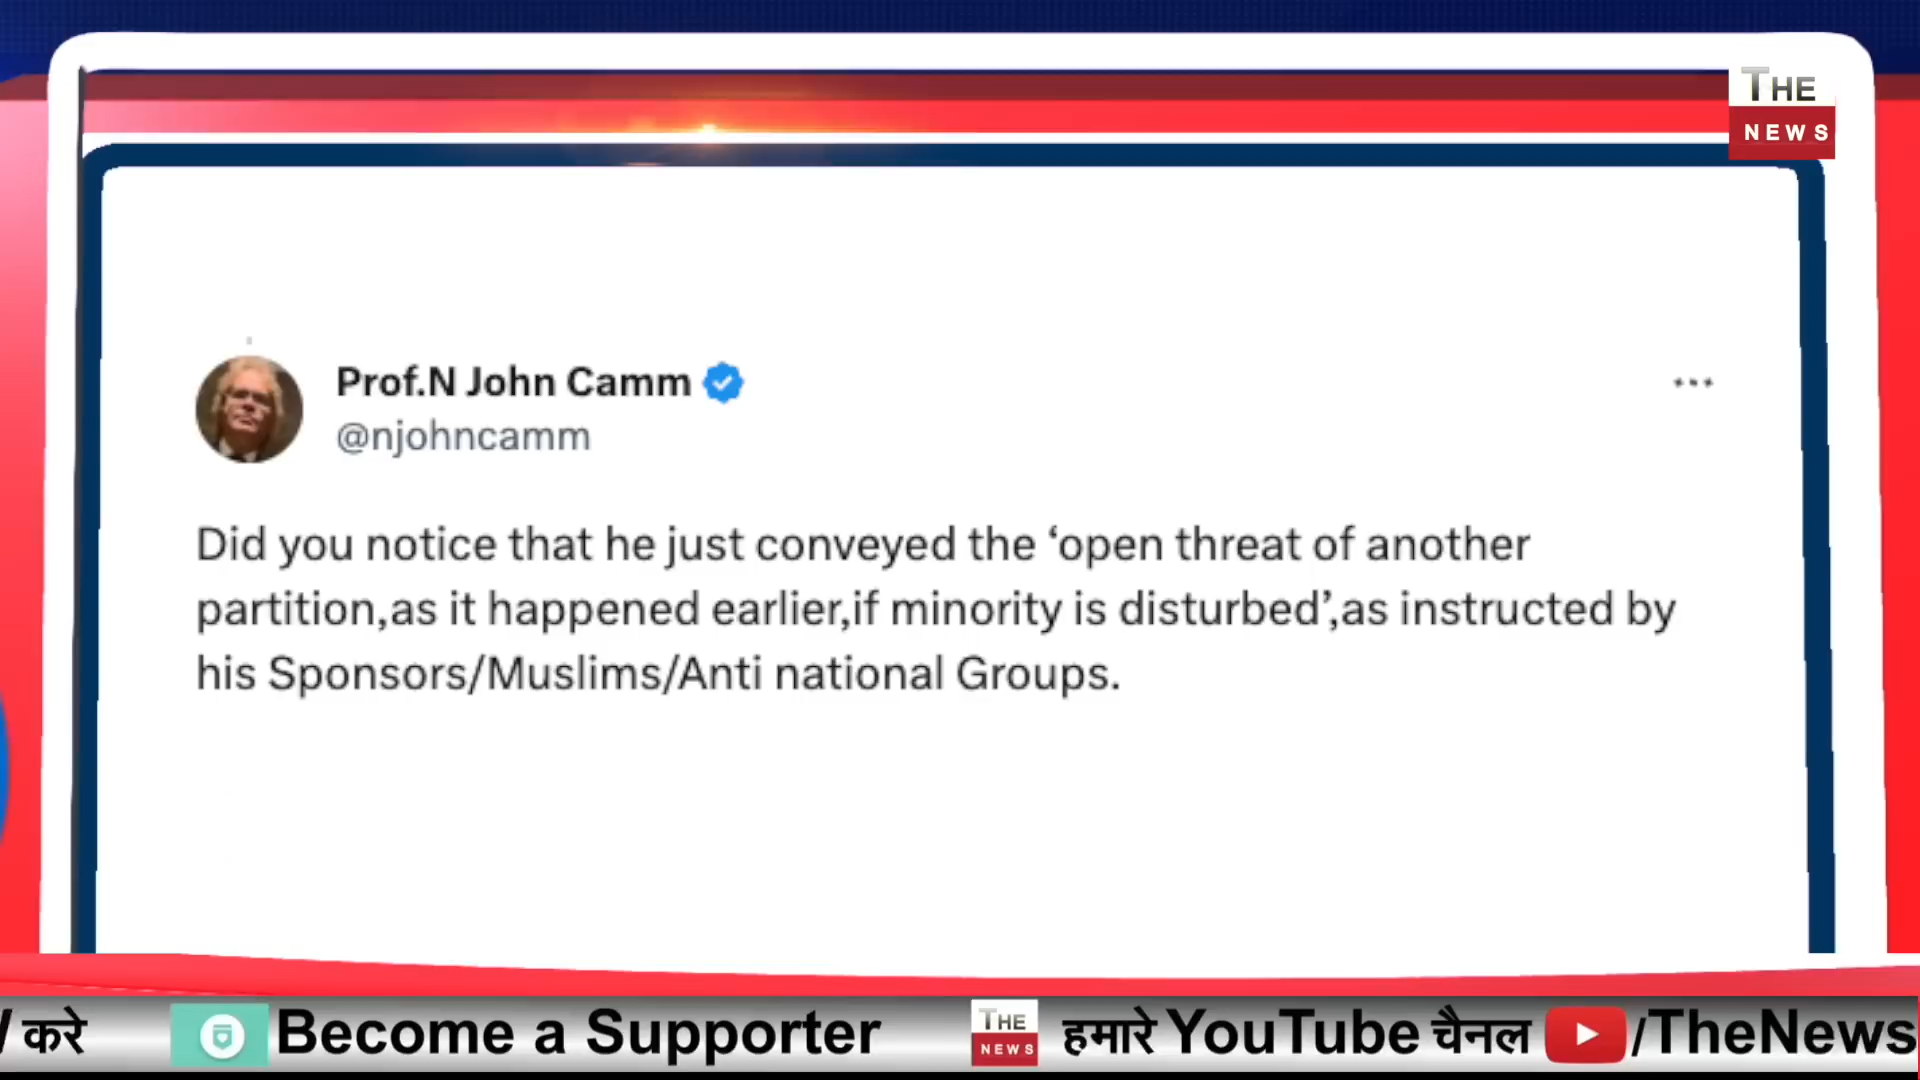 THE
NEWS
Prof.N John Camm
@njohncamm
Did you notice that he just conveyed the ‘open threat of another
partition,as it happened earlier,if minority is disturbed’,as instructed by
his Sponsors/Muslims/Anti national Groups.
/ करे Become a Supporter THE NEWS हमारे YouTube चैनल /TheNews